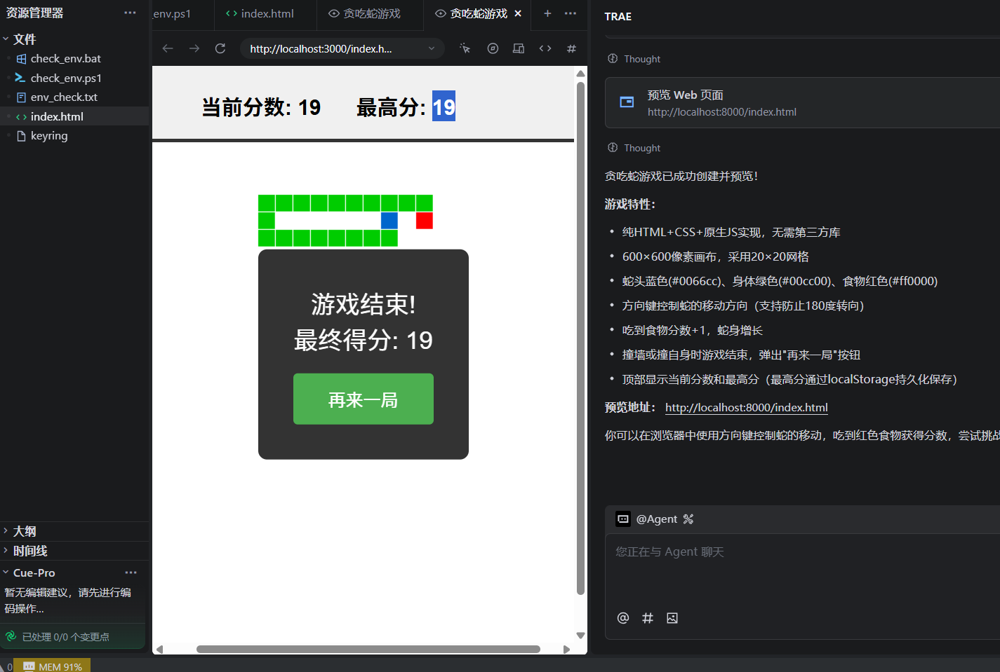 资源管理器
文件
check_env.bat
check_env.ps1
env_check.txt
index.html
keyring
大纲
时间线
Cue-Pro
暂无编辑建议，请先进行编
码操作...
已处理 0/0 个变更点
0
MEM 91%
_env.ps1
index.html
贪吃蛇游戏
贪吃蛇游戏
http://localhost:3000/index.h...
当前分数: 19
最高分: 19
游戏结束!
最终得分: 19
再来一局
TRAE
Thought
预览 Web 页面
http://localhost:8000/index.html
Thought
贪吃蛇游戏已成功创建并预览！
游戏特性：
• 纯HTML+CSS+原生JS实现，无需第三方库
• 600×600像素画布，采用20×20网格
• 蛇头蓝色(#0066cc)、身体绿色(#00cc00)、食物红色(#ff0000)
• 方向键控制蛇的移动方向（支持防止180度转向）
• 吃到食物分数+1，蛇身增长
• 撞墙或撞自身时游戏结束，弹出"再来一局"按钮
• 顶部显示当前分数和最高分（最高分通过localStorage持久化保存）
预览地址： http://localhost:8000/index.html
你可以在浏览器中使用方向键控制蛇的移动，吃到红色食物获得分数，尝试挑战
@Agent
您正在与 Agent 聊天